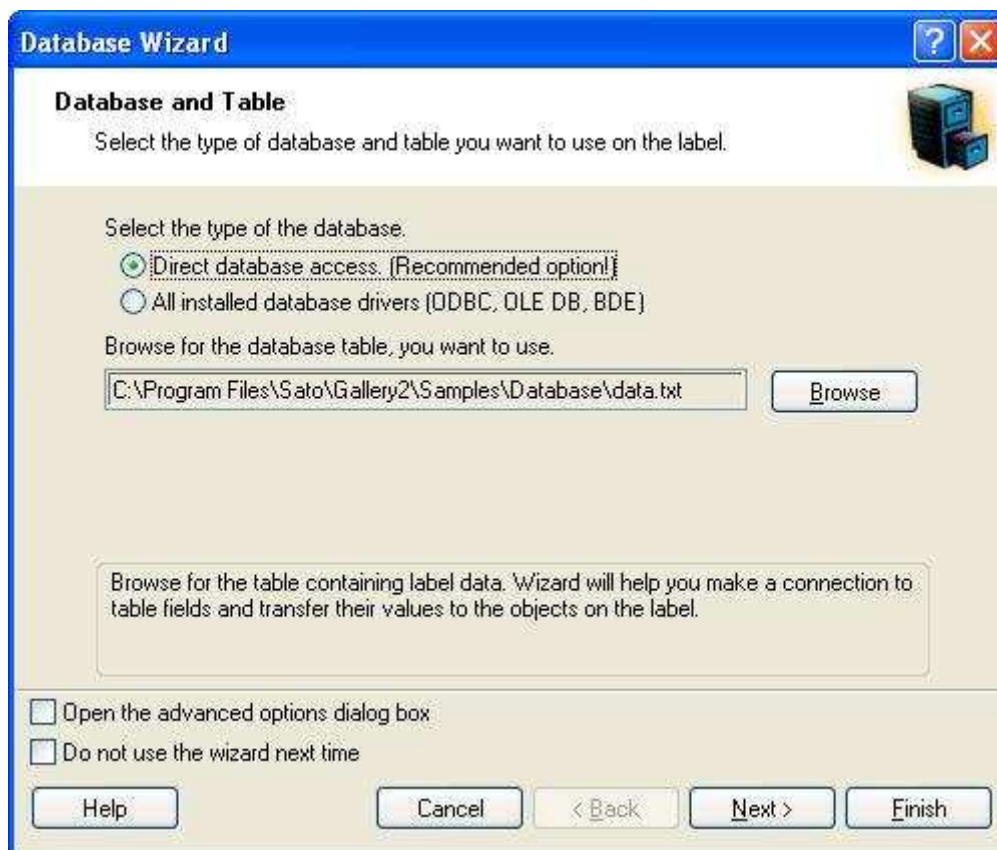 Database Wizard
Database and Table
Select the type of database and table you want to use on the label.
Select the type of the database.
Direct database access. (Recommended option!)
All installed database drivers (ODBC, OLE DB, BDE)
Browse for the database table, you want to use.
C:\Program Files\Sato\Gallery2\Samples\Database\data.txt
Browse
Browse for the table containing label data. Wizard will help you make a connection to
table fields and transfer their values to the objects on the label.
Open the advanced options dialog box
Do not use the wizard next time
Help
Cancel
< Back
Next >
Finish